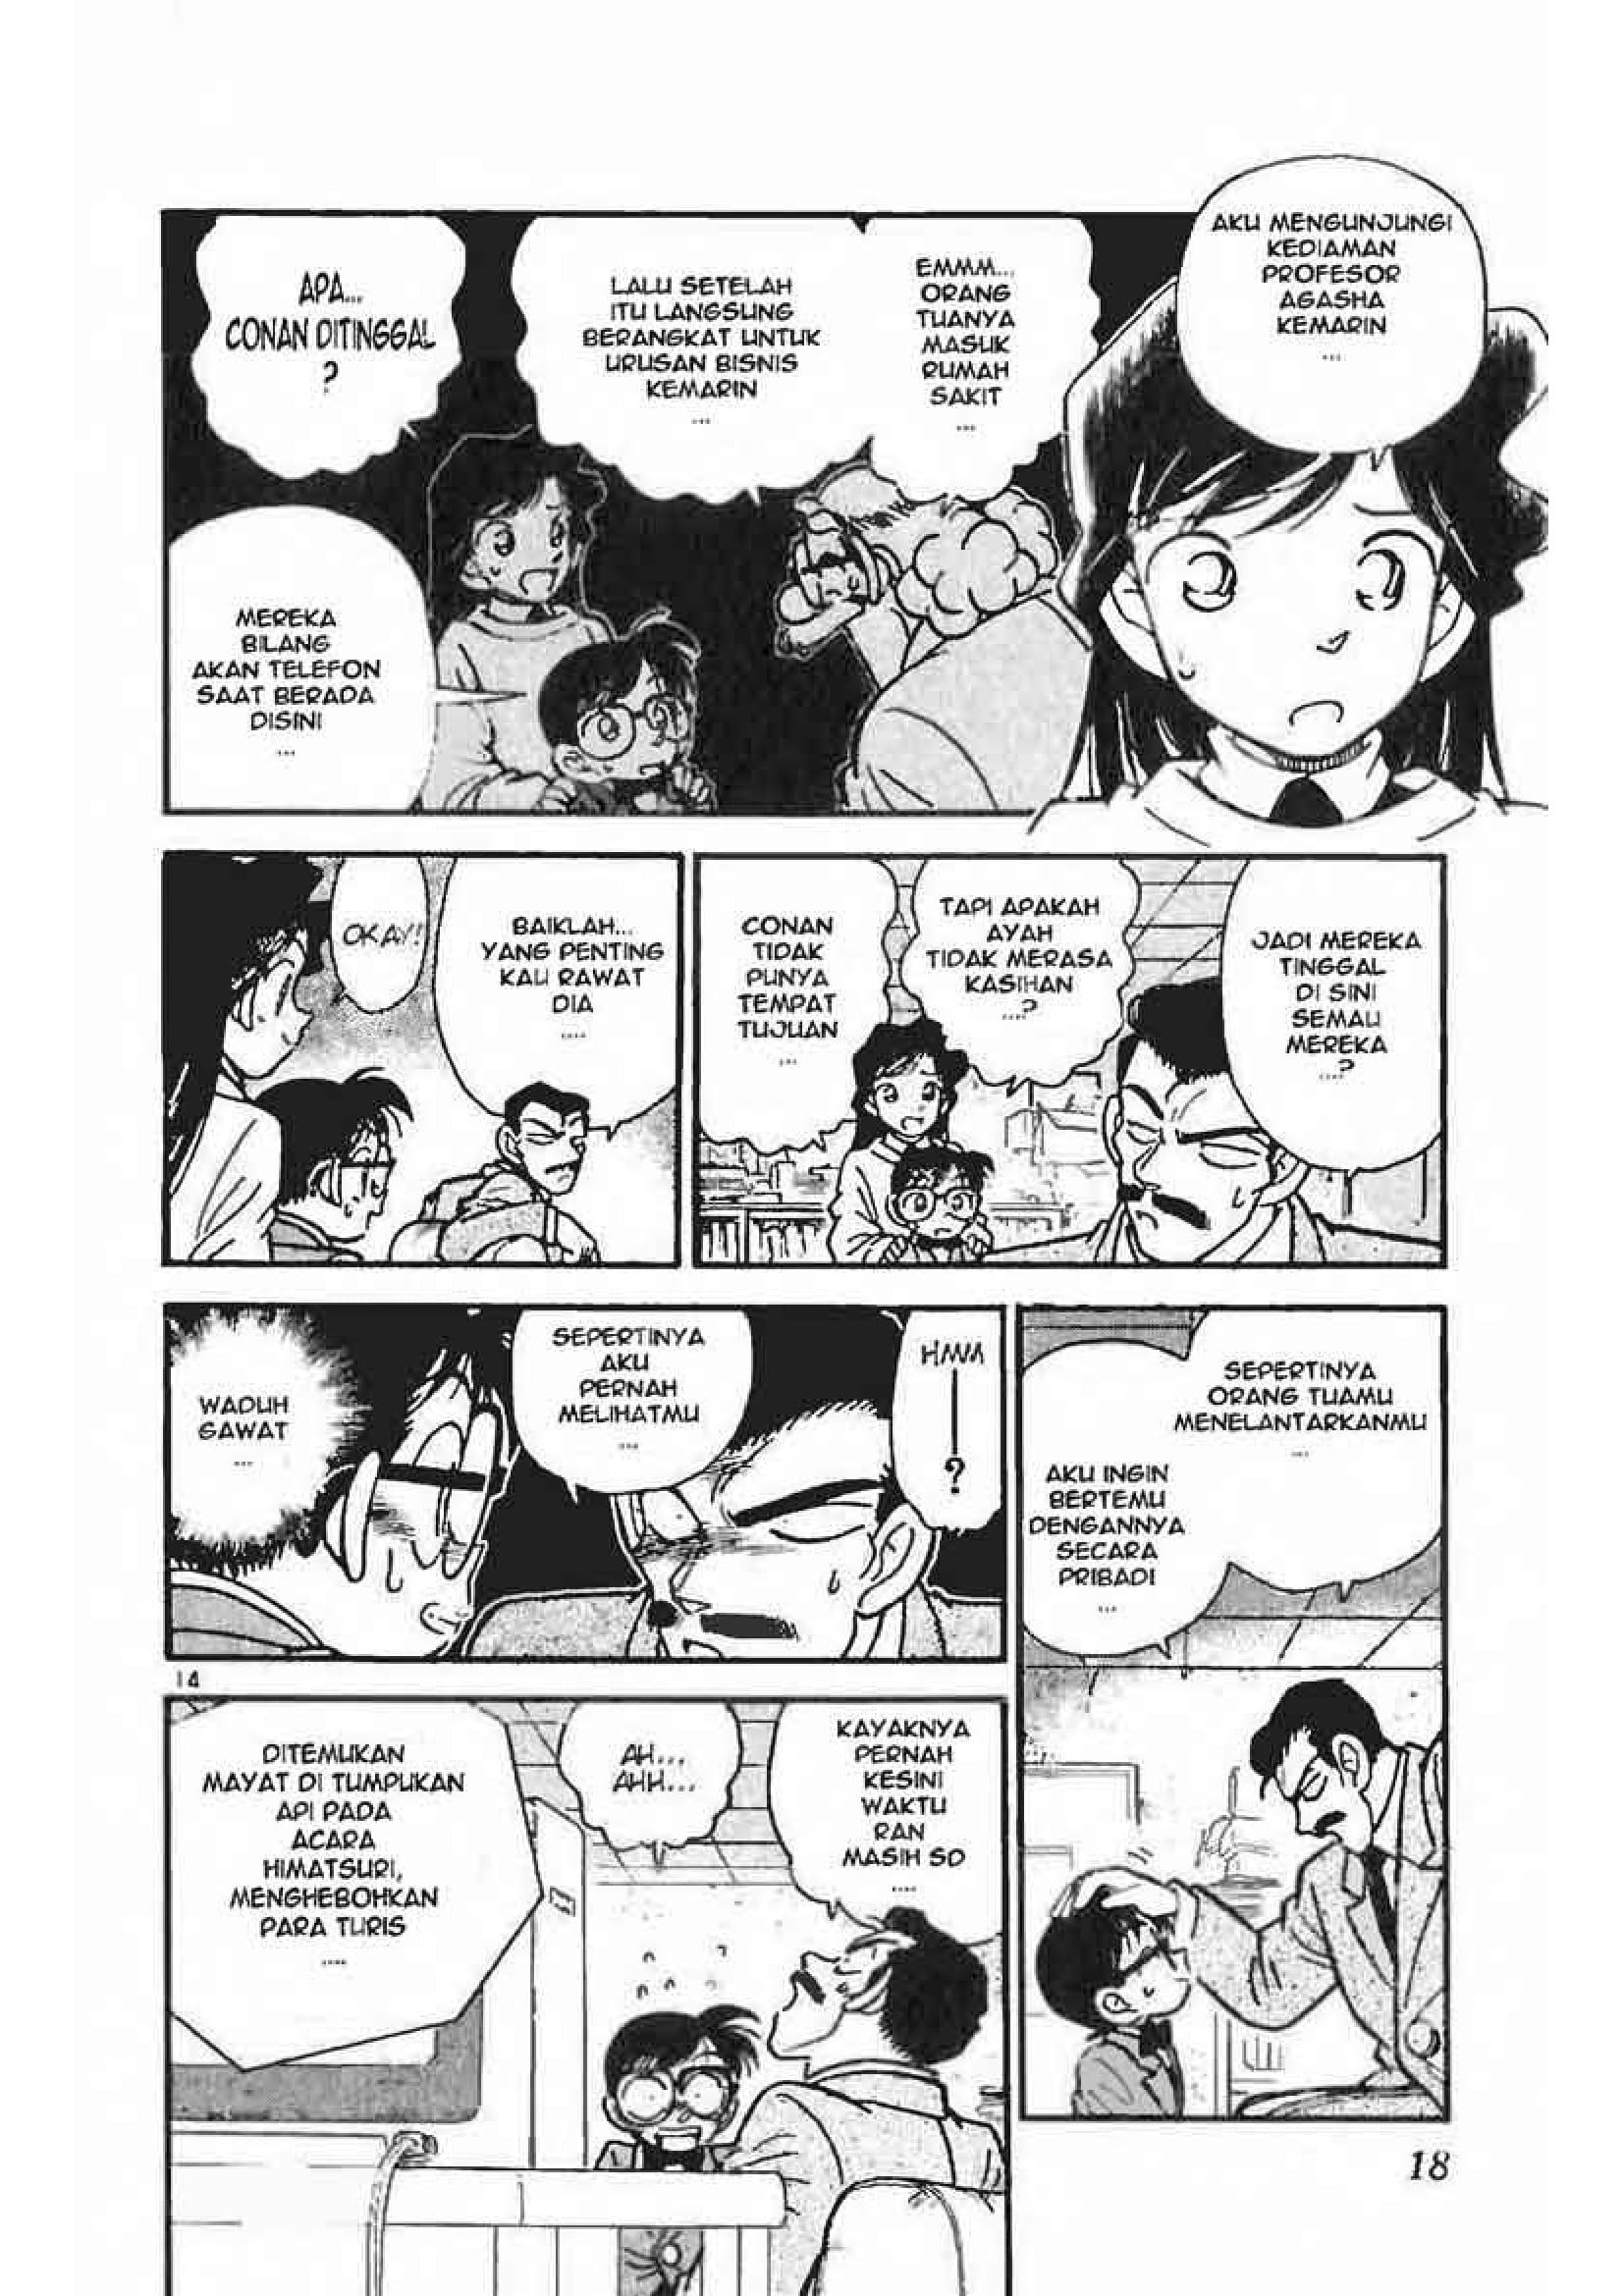 AKU MENGUNJUNGI
KEDIAMAN
PROFESOR
AGASHA
KEMARIN
...
EMMM...
ORANG
TUANYA
MASUK
RUMAH
SAKIT
...
LALU SETELAH
ITU LANGSUNG
BERANGKAT UNTUK
URUSAN BISNIS
KEMARIN
...
APA...
CONAN DITINGGAL
?
MEREKA
BILANG
AKAN TELEFON
SAAT BERADA
DISINI
...
JADI MEREKA
TINGGAL
DI SINI
SEMAU
MEREKA
....?
TAPI APAKAH
AYAH
TIDAK MERASA
KASIHAN
....?
CONAN
TIDAK
PUNYA
TEMPAT
TUJUAN
...
BAIKLAH...
YANG PENTING
KAU RAWAT
DIA
....
OKAY!
SEPERTINYA
ORANG TUAMU
MENELANTARKANMU
...
AKU INGIN
BERTEMU
DENGANNYA
SECARA
PRIBADI
...
HMM
?
SEPERTINYA
AKU
PERNAH
MELIHATMU
...
WADUH
GAWAT
...
14
KAYAKNYA
PERNAH
KESINI
WAKTU
RAN
MASIH SD
....
AH...
AHH...
DITEMUKAN
MAYAT DI TUMPUKAN
API PADA
ACARA
HIMATSURI,
MENGHEBOHKAN
PARA TURIS
....
18